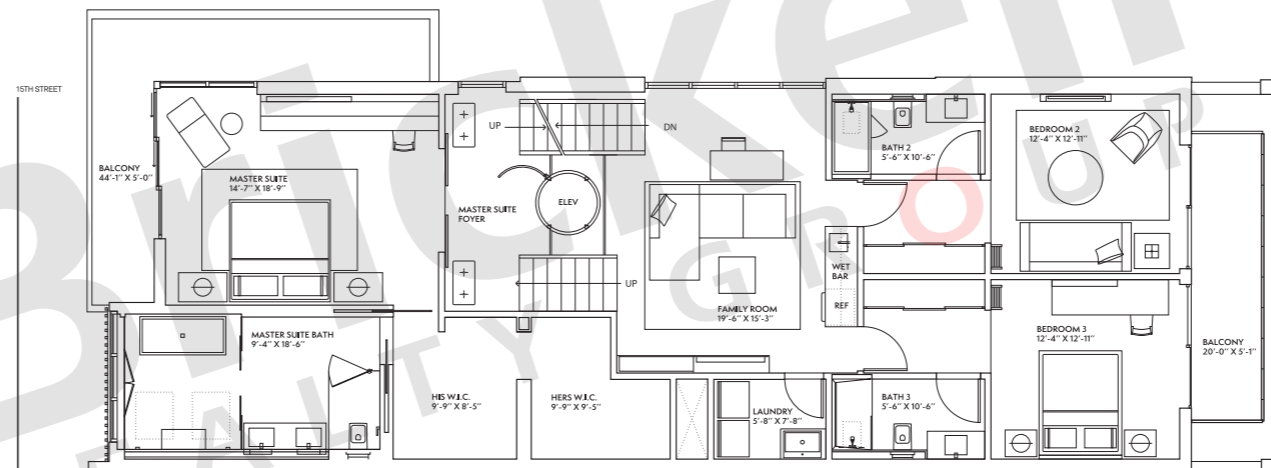 15TH STREET
BALCONY
44'-1" X 5'-0"
MASTER SUITE
14'-7" X 18'-9"
UP
DN
MASTER SUITE
FOYER
ELEV
UP
BATH 2
5'-6" X 10'-6"
BEDROOM 2
12'-4" X 12'-11"
WET
BAR
REF
FAMILY ROOM
19'-6" X 15'-3"
MASTER SUITE BATH
9'-4" X 18'-6"
HIS W.I.C.
9'-9" X 8'-5"
HERS W.I.C.
9'-9" X 9'-5"
LAUNDRY
5'-8" X 7'-8"
BATH 3
5'-6" X 10'-6"
BEDROOM 3
12'-4" X 12'-11"
BALCONY
20'-0" X 5'-1"
Brickell
REALTY GROUP